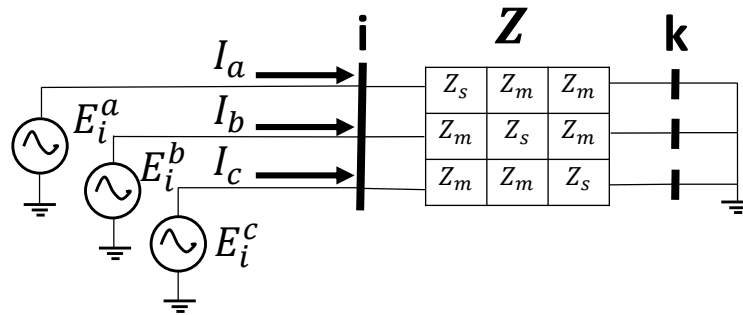 i Z k
I_a
Z_s Z_m Z_m
E_i^a
I_b
Z_m Z_s Z_m
E_i^b
I_c
Z_m Z_m Z_s
E_i^c